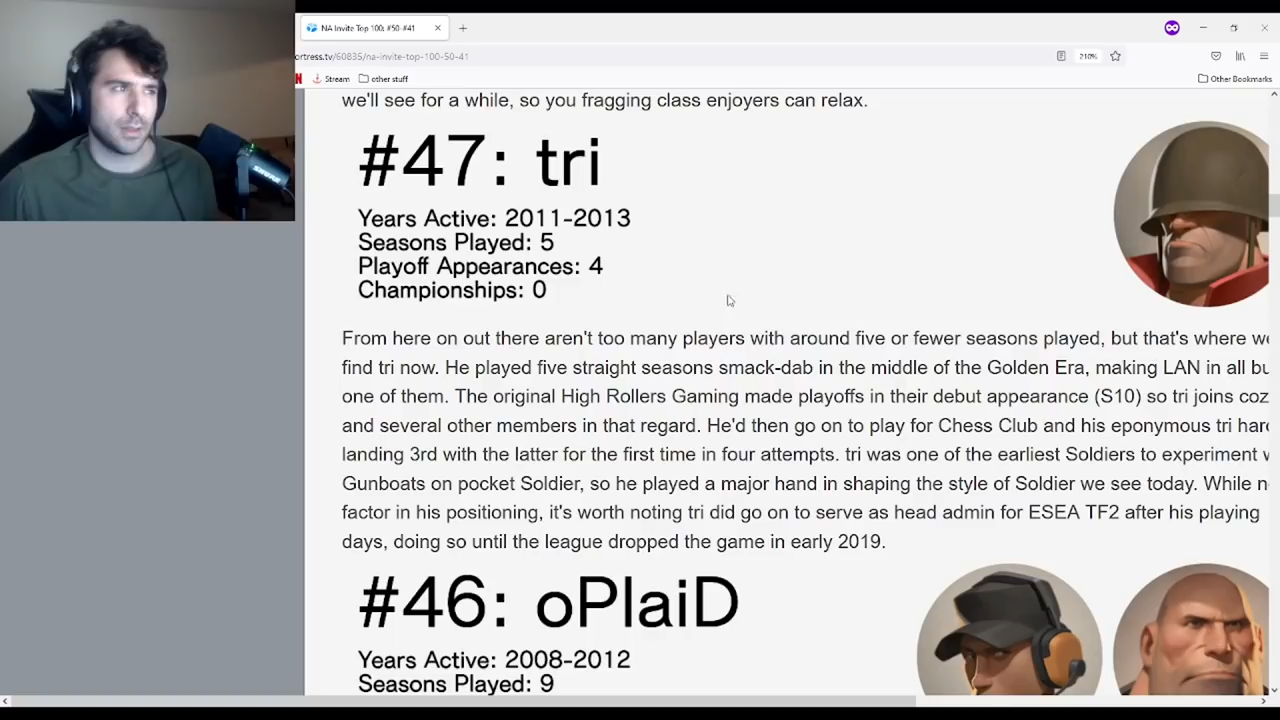 NA Invite Top 100: #50-#41
ortress.tv/60835/na-invite-top-100-50-41
210%
Stream
other stuff
Other Bookmarks
we'll see for a while, so you fragging class enjoyers can relax.
#47: tri
Years Active: 2011-2013
Seasons Played: 5
Playoff Appearances: 4
Championships: 0
From here on out there aren't too many players with around five or fewer seasons played, but that's where we
find tri now. He played five straight seasons smack-dab in the middle of the Golden Era, making LAN in all bu
one of them. The original High Rollers Gaming made playoffs in their debut appearance (S10) so tri joins coz
and several other members in that regard. He'd then go on to play for Chess Club and his eponymous tri hard
landing 3rd with the latter for the first time in four attempts. tri was one of the earliest Soldiers to experiment w
Gunboats on pocket Soldier, so he played a major hand in shaping the style of Soldier we see today. While n
factor in his positioning, it's worth noting tri did go on to serve as head admin for ESEA TF2 after his playing
days, doing so until the league dropped the game in early 2019.
#46: oPlaiD
Years Active: 2008-2012
Seasons Played: 9
SHURE